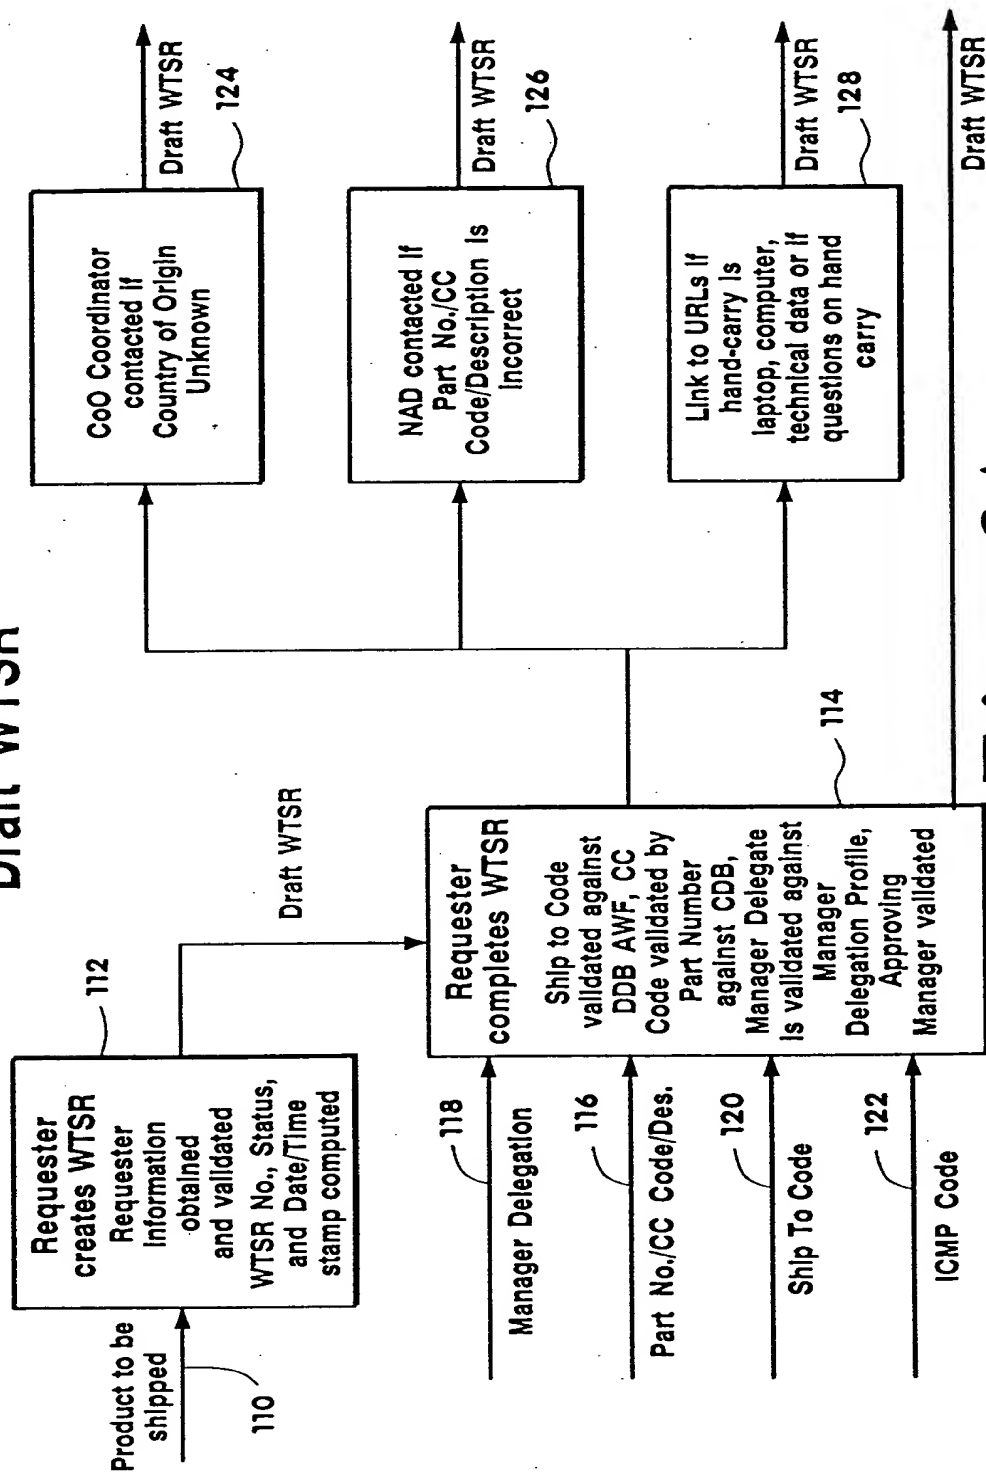 Draft WTSR
Product to be
shipped
110
Requester
creates WTSR
Requester
Information
obtained
and validated
WTSR No., Status,
and Date/Time
stamp computed
112
Draft WTSR
118
Manager Delegation
116
Part No./CC Code/Des.
120
Ship To Code
122
ICMP Code
Requester
completes WTSR
Ship to Code
validated against
DDB AWF, CC
Code validated by
Part Number
against CDB,
Manager Delegate
Is validated against
Manager
Delegation Profile,
Approving
Manager validated
114
CoO Coordinator
contacted If
Country of Origin
Unknown
124
Draft WTSR
NAD contacted If
Part No./CC
Code/Description Is
Incorrect
126
Draft WTSR
Link to URLs If
hand-carry Is
laptop, computer,
technical data or If
questions on hand
carry
128
Draft WTSR
Draft WTSR